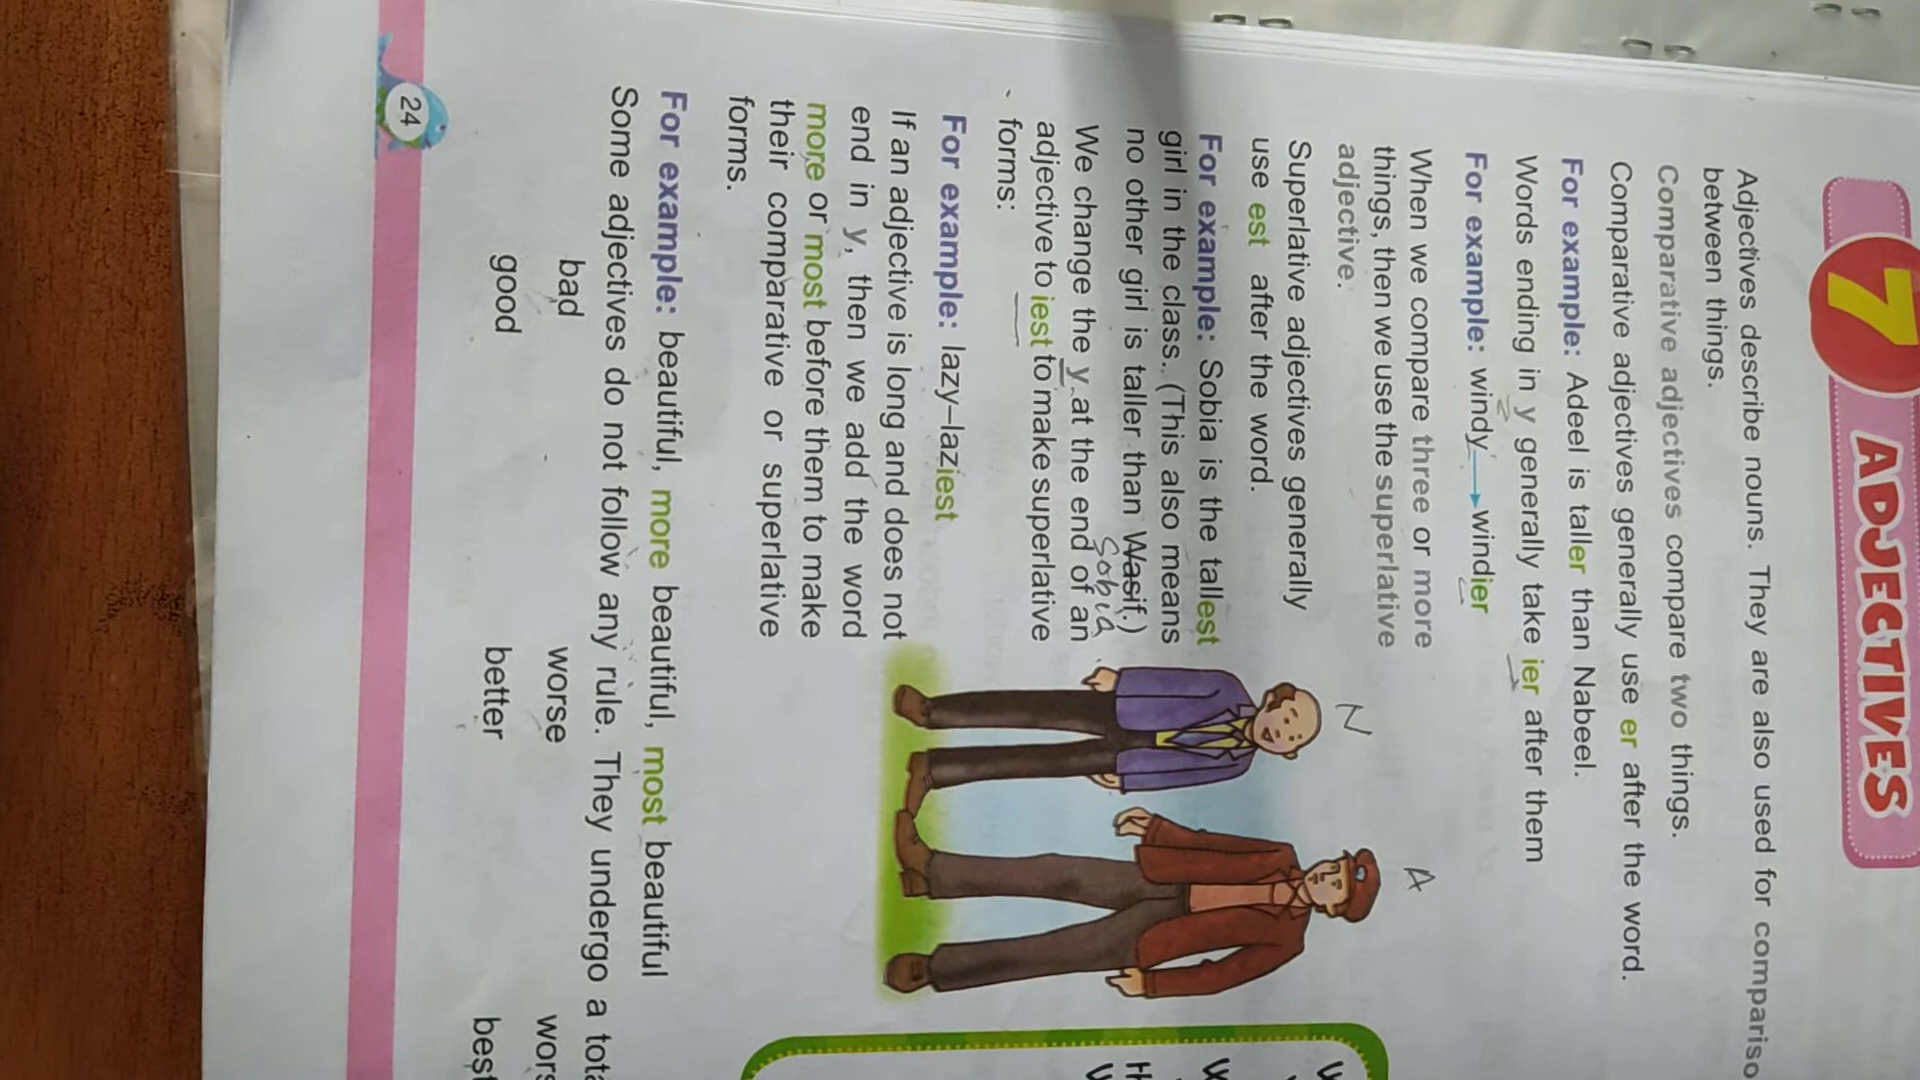 7 ADJECTIVES
Adjectives describe nouns. They are also used for compariso
between things.
Comparative adjectives compare two things.
Comparative adjectives generally use er after the word.
For example: Adeel is taller than Nabeel.
Words ending in y generally take ier after them
For example: windy→windier
When we compare three or more
things, then we use the superlative
adjective.
Superlative adjectives generally
use est after the word.
For example: Sobia is the tallest
girl in the class. (This also means
no other girl is taller than Wasif.)
Sobia
We change the y at the end of an
adjective to iest to make superlative
forms:
For example: lazy–laziest
If an adjective is long and does not
end in y, then we add the word
more or most before them to make
their comparative or superlative
forms.
N
A
For example: beautiful, more beautiful, most beautiful
Some adjectives do not follow any rule. They undergo a tota
bad worse wors
good better best
24